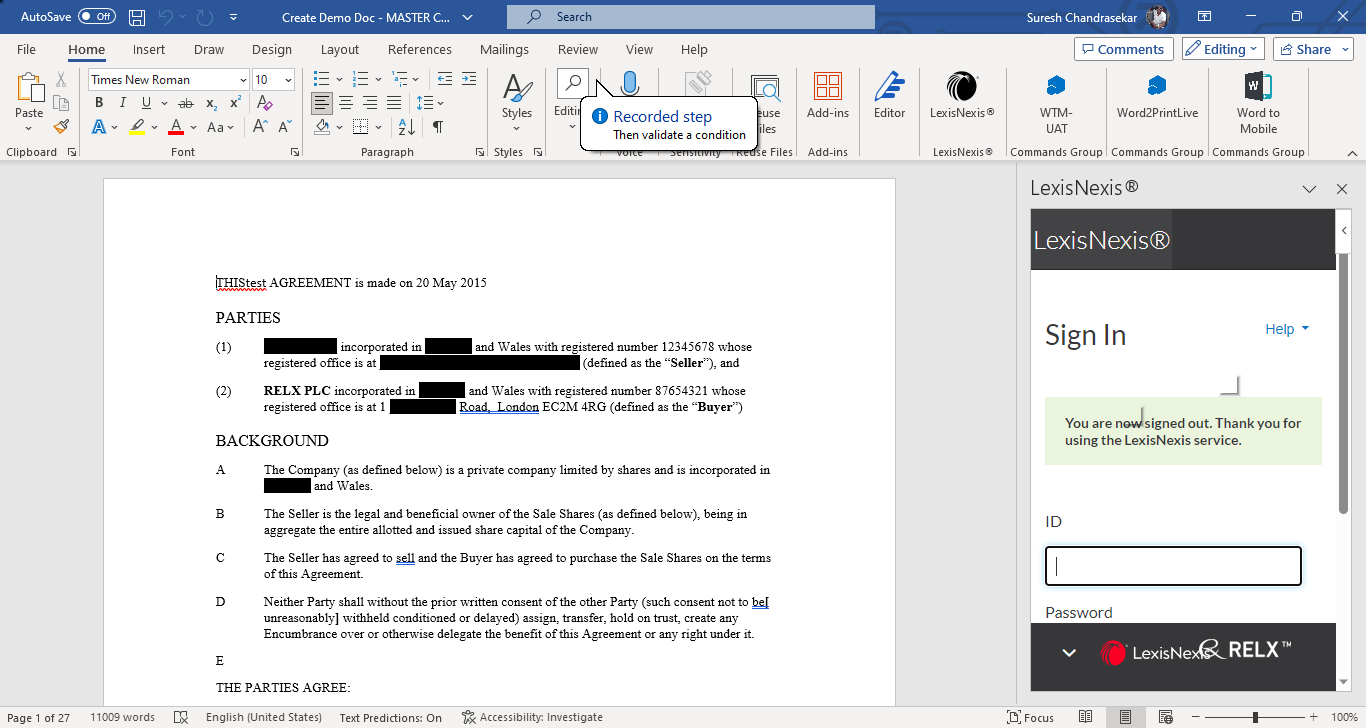 AutoSave Off Create Demo Doc - MASTER C... Search Suresh Chandrasekar
File Home Insert Draw Design Layout References Mailings Review View Help Comments Editing Share
Times New Roman 10
Paste
B I U ab x2 x2
A A Aa A A
Styles Editin
Recorded step
Then validate a condition
euse
iles
Add-ins Editor LexisNexis® WTM-
UAT
Word2PrintLive Word to
Mobile
Clipboard Font Paragraph Styles Voice Sensitivity Reuse Files Add-ins LexisNexis® Commands Group Commands Group Commands Group
THIStest AGREEMENT is made on 20 May 2015
PARTIES
(1) incorporated in and Wales with registered number 12345678 whose
registered office is at (defined as the “Seller”), and
(2) RELX PLC incorporated in and Wales with registered number 87654321 whose
registered office is at 1 Road, London EC2M 4RG (defined as the “Buyer”)
BACKGROUND
A The Company (as defined below) is a private company limited by shares and is incorporated in
and Wales.
B The Seller is the legal and beneficial owner of the Sale Shares (as defined below), being in
aggregate the entire allotted and issued share capital of the Company.
C The Seller has agreed to sell and the Buyer has agreed to purchase the Sale Shares on the terms
of this Agreement.
D Neither Party shall without the prior written consent of the other Party (such consent not to be[
unreasonably] withheld conditioned or delayed) assign, transfer, hold on trust, create any
Encumbrance over or otherwise delegate the benefit of this Agreement or any right under it.
E
THE PARTIES AGREE:
LexisNexis®
LexisNexis®
Sign In Help
You are now signed out. Thank you for
using the LexisNexis service.
ID
Password
LexisNexis RELX™
Page 1 of 27 11009 words English (United States) Text Predictions: On Accessibility: Investigate Focus 100%